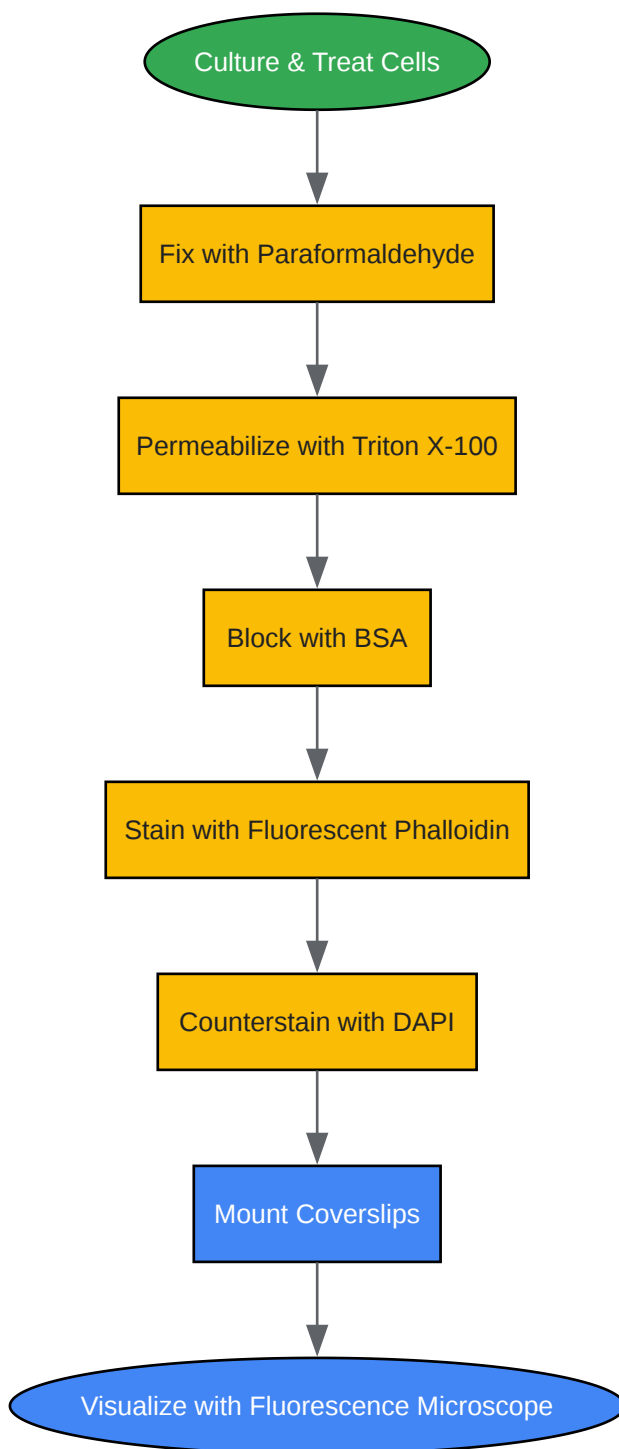 Culture & Treat Cells
Fix with Paraformaldehyde
Permeabilize with Triton X-100
Block with BSA
Stain with Fluorescent Phalloidin
Counterstain with DAPI
Mount Coverslips
Visualize with Fluorescence Microscope